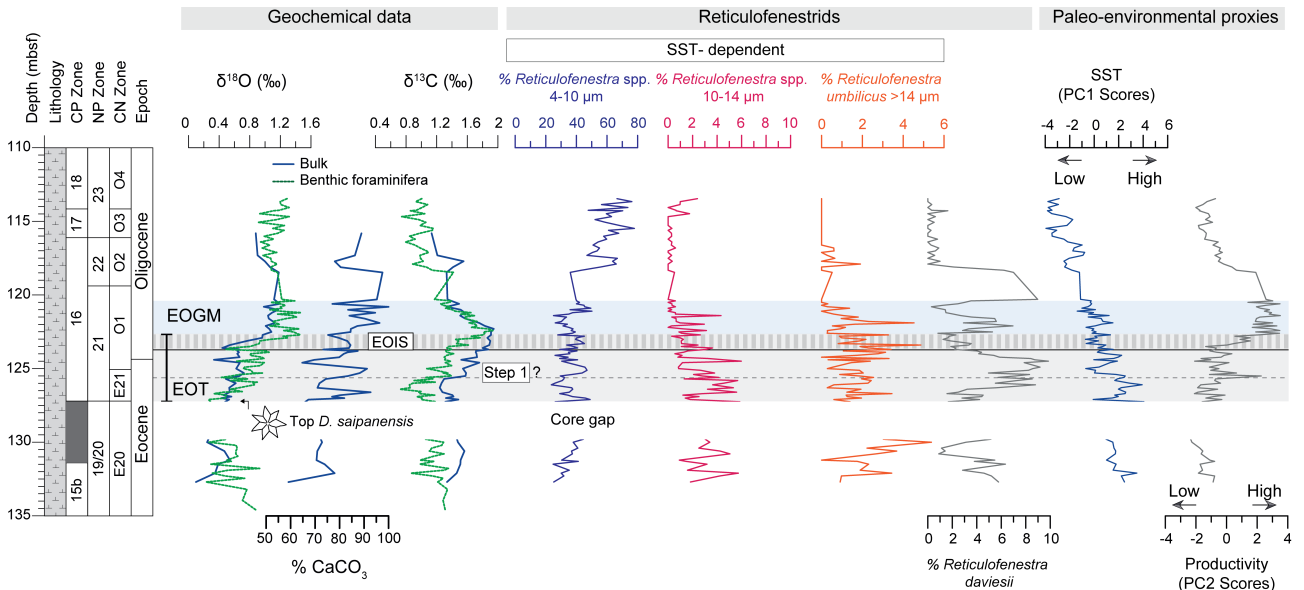 Geochemical data
Reticulofenestrids
Paleo-environmental proxies
SST- dependent
Depth (mbsf)
Lithology
CP Zone
NP Zone
CN Zone
Epoch
δ18O (‰)
δ13C (‰)
% Reticulofenestra spp.
4-10 µm
% Reticulofenestra spp.
10-14 µm
% Reticulofenestra
umbilicus >14 µm
SST
(PC1 Scores)
0 0.4 0.8 1.2 1.6
0.4 0.8 1.2 1.6 2
0 20 40 60 80
0 2 4 6 8 10
0 2 4 6
-4 -2 0 2 4 6
Low High
Bulk
Benthic foraminifera
110
115
120
125
130
135
18
17
16
15b
23
22
21
19/20
O4
O3
O2
O1
E21
E20
Oligocene
Eocene
EOGM
EOIS
Step 1 ?
EOT
Top D. saipanensis
Core gap
Low High
50 60 70 80 90 100
% CaCO3
0 2 4 6 8 10
% Reticulofenestra
daviesii
-4 -2 0 2 4
Productivity
(PC2 Scores)